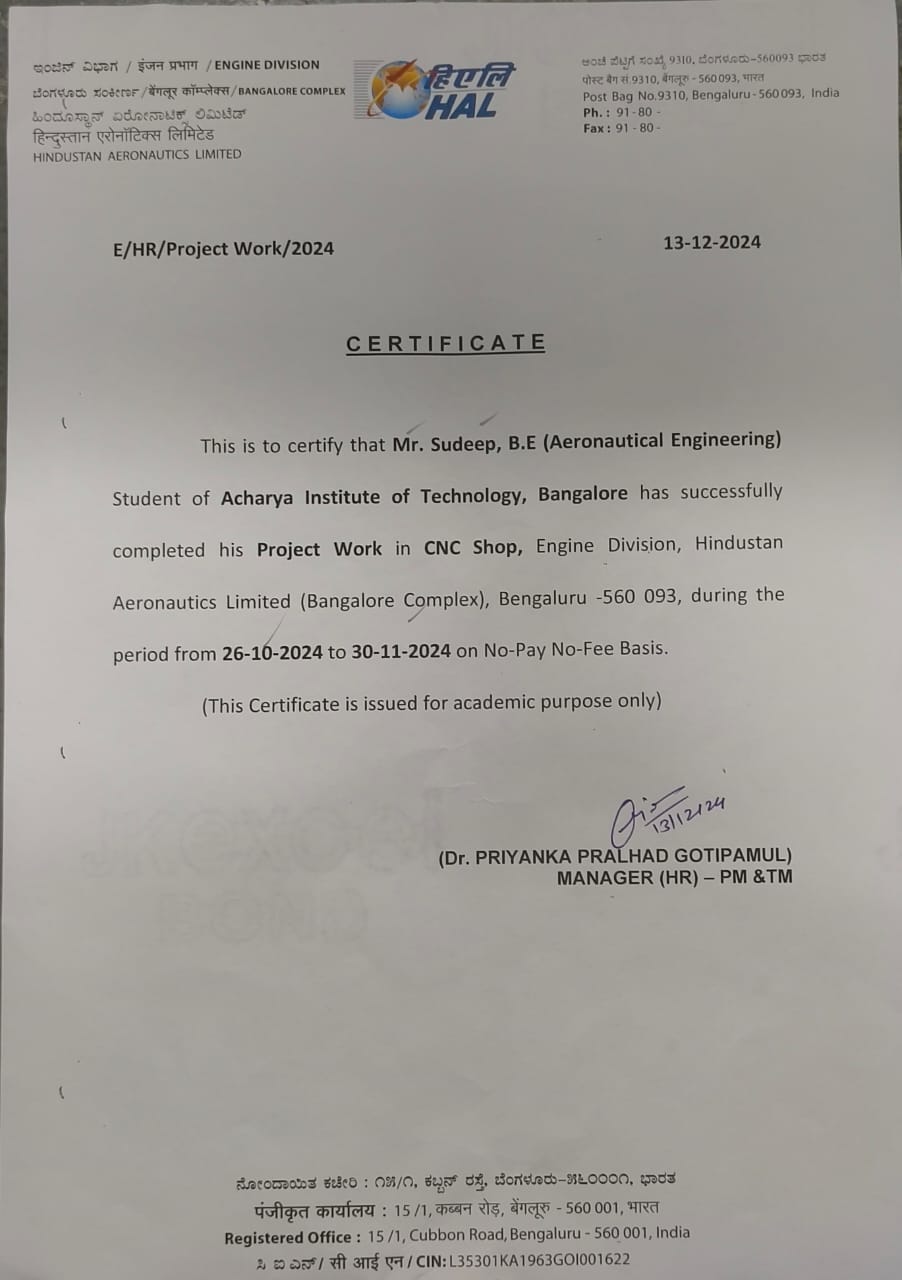 ಇಂಜಿನ್ ವಿಭಾಗ / इंजन प्रभाग / ENGINE DIVISION
ಬೆಂಗಳೂರು ಸಂಕೀರ್ಣ / बेंगलूर कॉम्प्लेक्स / BANGALORE COMPLEX
ಹಿಂದೂಸ್ಥಾನ್ ಏರೋನಾಟಿಕ್ಸ್ ಲಿಮಿಟೆಡ್
हिन्दुस्तान एरोनॉटिक्स लिमिटेड
HINDUSTAN AERONAUTICS LIMITED
हिएलि
HAL
ಅಂಚೆ ಪೆಟ್ಟಿಗೆ ಸಂಖ್ಯೆ 9310, ಬೆಂಗಳೂರು-560093 ಭಾರತ
पोस्ट बैग सं.9310, बेंगलूरु - 560093, भारत
Post Bag No.9310, Bengaluru - 560093, India
Ph. : 91 - 80 -
Fax : 91 - 80 -
E/HR/Project Work/2024
13-12-2024
CERTIFICATE
This is to certify that Mr. Sudeep, B.E (Aeronautical Engineering)
Student of Acharya Institute of Technology, Bangalore has successfully
completed his Project Work in CNC Shop, Engine Division, Hindustan
Aeronautics Limited (Bangalore Complex), Bengaluru -560 093, during the
period from 26-10-2024 to 30-11-2024 on No-Pay No-Fee Basis.
(This Certificate is issued for academic purpose only)
13/12/24
(Dr. PRIYANKA PRALHAD GOTIPAMUL)
MANAGER (HR) – PM &TM
ನೋಂದಾಯಿತ ಕಚೇರಿ : ೧೫/೧, ಕಬ್ಬನ್ ರಸ್ತೆ, ಬೆಂಗಳೂರು-೫೬೦೦೦೧, ಭಾರತ
पंजीकृत कार्यालय : 15 /1, कब्बन रोड़, बेंगलूरु - 560 001, भारत
Registered Office : 15 /1, Cubbon Road, Bengaluru - 560 001, India
ಸಿ ಐ ಎನ್ / सी आई एन / CIN: L35301KA1963GOI001622